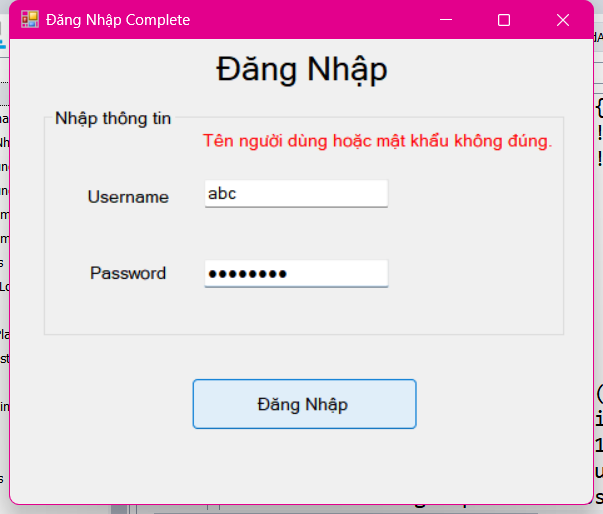 Đăng Nhập Complete
Đăng Nhập
Nhập thông tin
Tên người dùng hoặc mật khẩu không đúng.
Username
abc
Password
••••••••
Đăng Nhập